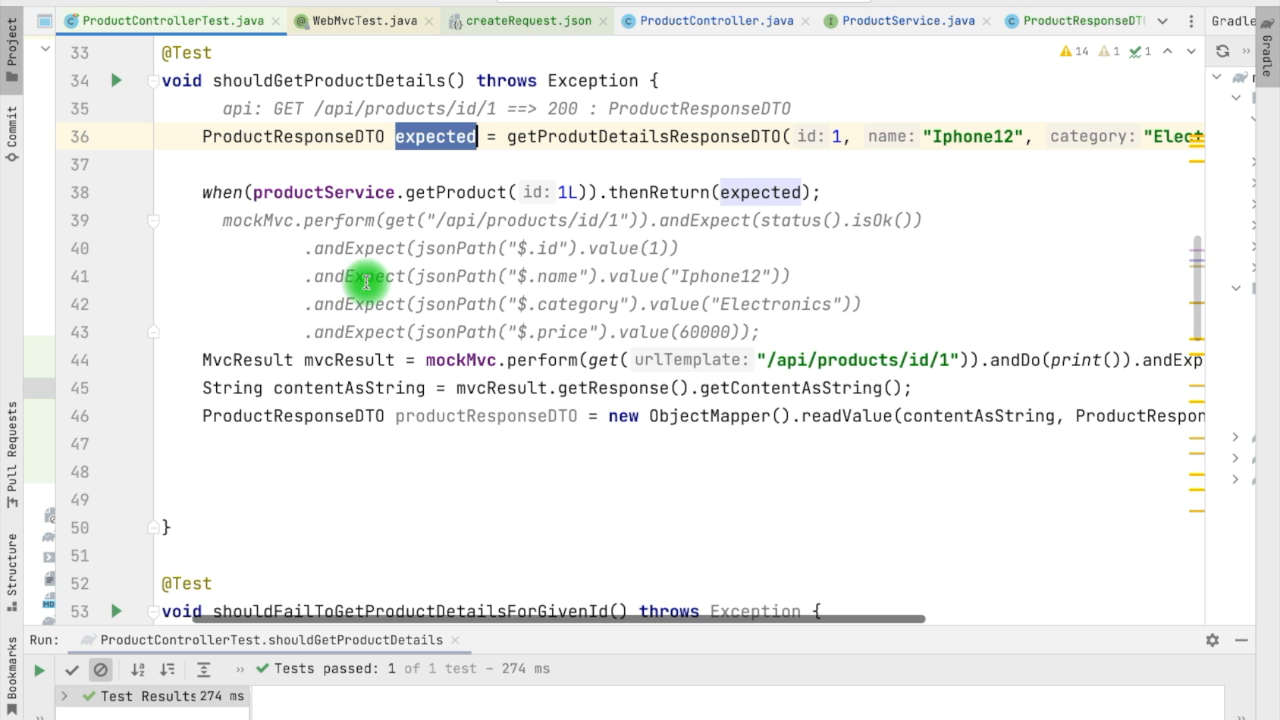 ProductControllerTest.java × WebMvcTest.java × createRequest.json × ProductController.java × ProductService.java × ProductResponseDT Gradle
Project
Commit
Pull Requests
Structure
Bookmarks
Gradle
14 1 1
33 @Test
34 void shouldGetProductDetails() throws Exception {
35 api: GET /api/products/id/1 ==> 200 : ProductResponseDTO
36 ProductResponseDTO expected = getProdutDetailsResponseDTO( id: 1, name: "Iphone12", category: "Elect
37
38 when(productService.getProduct( id: 1L)).thenReturn(expected);
39 mockMvc.perform(get("/api/products/id/1")).andExpect(status().isOk())
40 .andExpect(jsonPath("$.id").value(1))
41 .andExpect(jsonPath("$.name").value("Iphone12"))
42 .andExpect(jsonPath("$.category").value("Electronics"))
43 .andExpect(jsonPath("$.price").value(60000));
44 MvcResult mvcResult = mockMvc.perform(get( urlTemplate: "/api/products/id/1")).andDo(print()).andExp
45 String contentAsString = mvcResult.getResponse().getContentAsString();
46 ProductResponseDTO productResponseDTO = new ObjectMapper().readValue(contentAsString, ProductRespon
47
48
49
50 }
51
52 @Test
53 void shouldFailToGetProductDetailsForGivenId() throws Exception {
Run: ProductControllerTest.shouldGetProductDetails ×
» Tests passed: 1 of 1 test – 274 ms
Test Results 274 ms